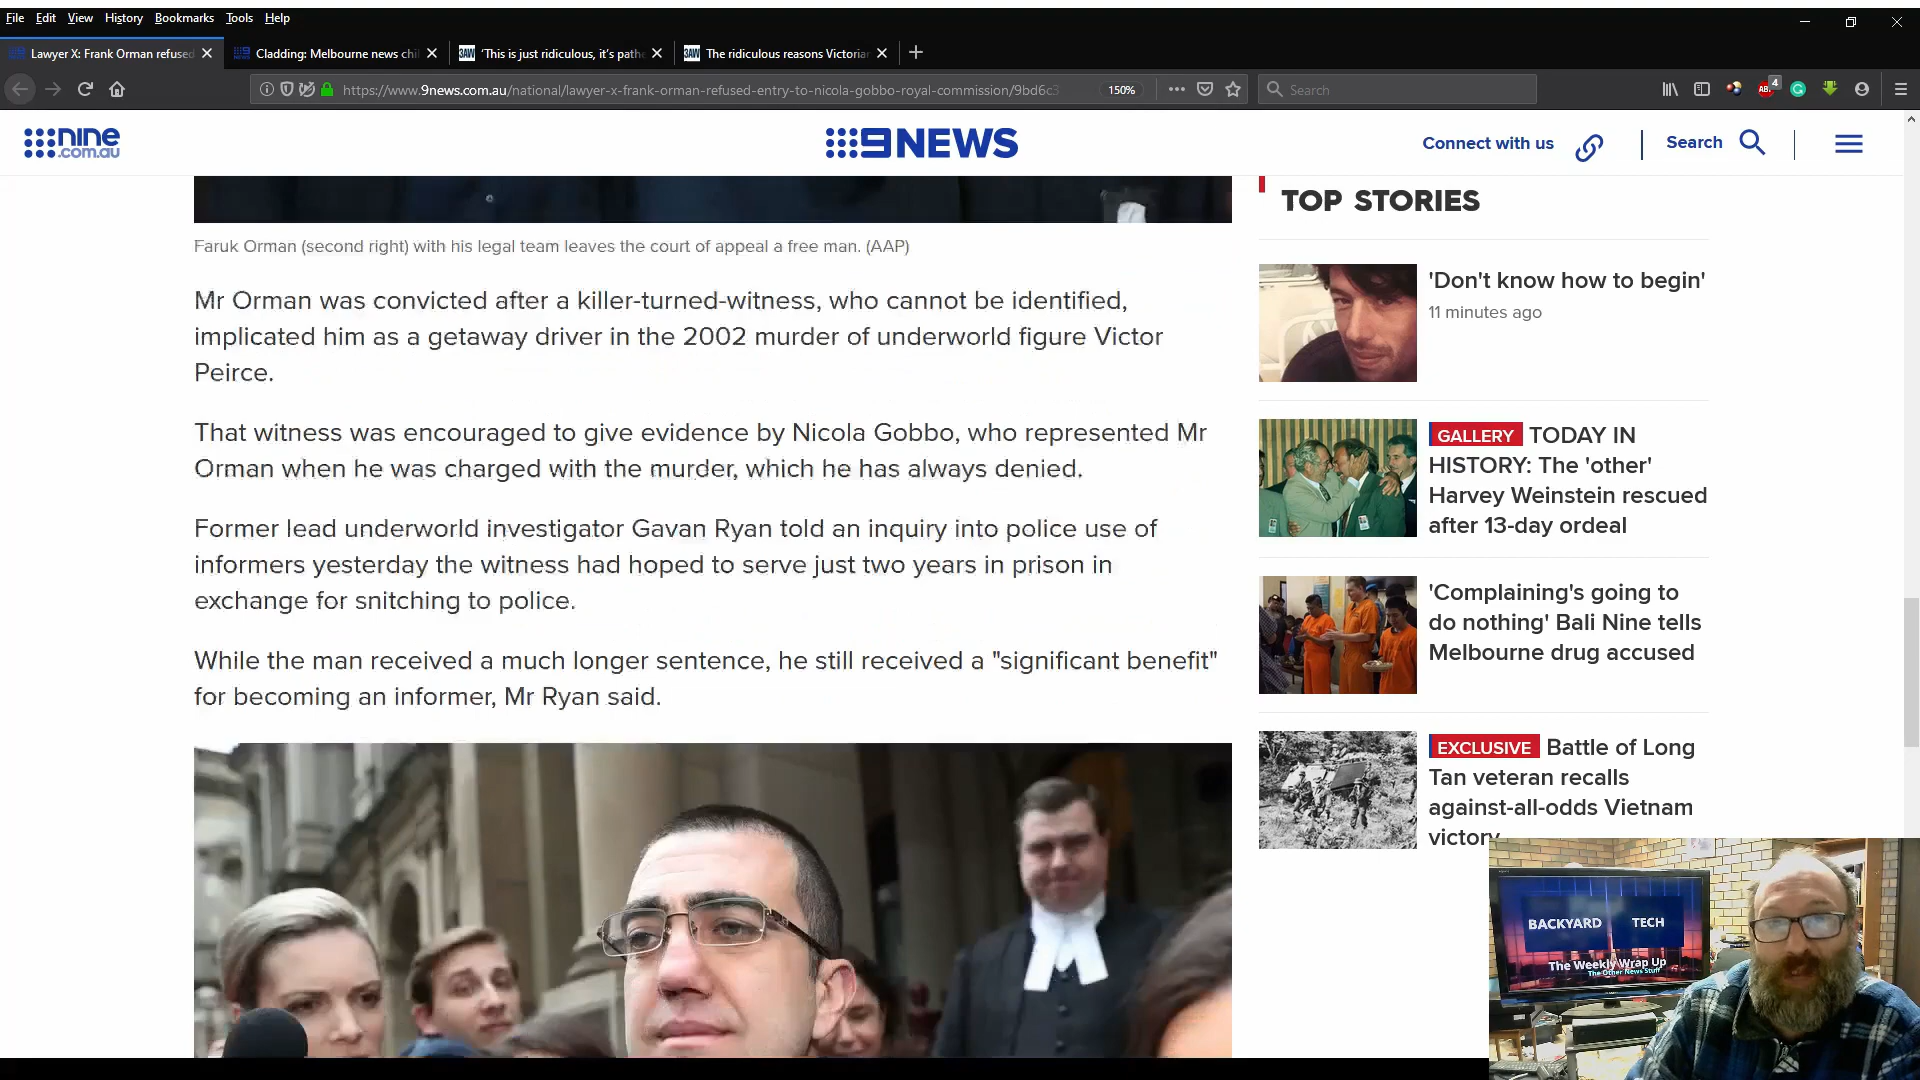 File Edit View History Bookmarks Tools Help
Lawyer X: Frank Orman refused
Cladding: Melbourne news chi
'This is just ridiculous, it's pathe
The ridiculous reasons Victoria
3AW
3AW
https://www.9news.com.au/national/lawyer-x-frank-orman-refused-entry-to-nicola-gobbo-royal-commission/9bd6c3
150%
Search
4
nine
.com.au
9NEWS
Connect with us
Search
Faruk Orman (second right) with his legal team leaves the court of appeal a free man. (AAP)
Mr Orman was convicted after a killer-turned-witness, who cannot be identified,
implicated him as a getaway driver in the 2002 murder of underworld figure Victor
Peirce.
That witness was encouraged to give evidence by Nicola Gobbo, who represented Mr
Orman when he was charged with the murder, which he has always denied.
Former lead underworld investigator Gavan Ryan told an inquiry into police use of
informers yesterday the witness had hoped to serve just two years in prison in
exchange for snitching to police.
While the man received a much longer sentence, he still received a "significant benefit"
for becoming an informer, Mr Ryan said.
TOP STORIES
'Don't know how to begin'
11 minutes ago
GALLERY TODAY IN
HISTORY: The 'other'
Harvey Weinstein rescued
after 13-day ordeal
'Complaining's going to
do nothing' Bali Nine tells
Melbourne drug accused
EXCLUSIVE Battle of Long
Tan veteran recalls
against-all-odds Vietnam
victory
BACKYARD TECH
The Weekly Wrap Up
The Other News Stuff